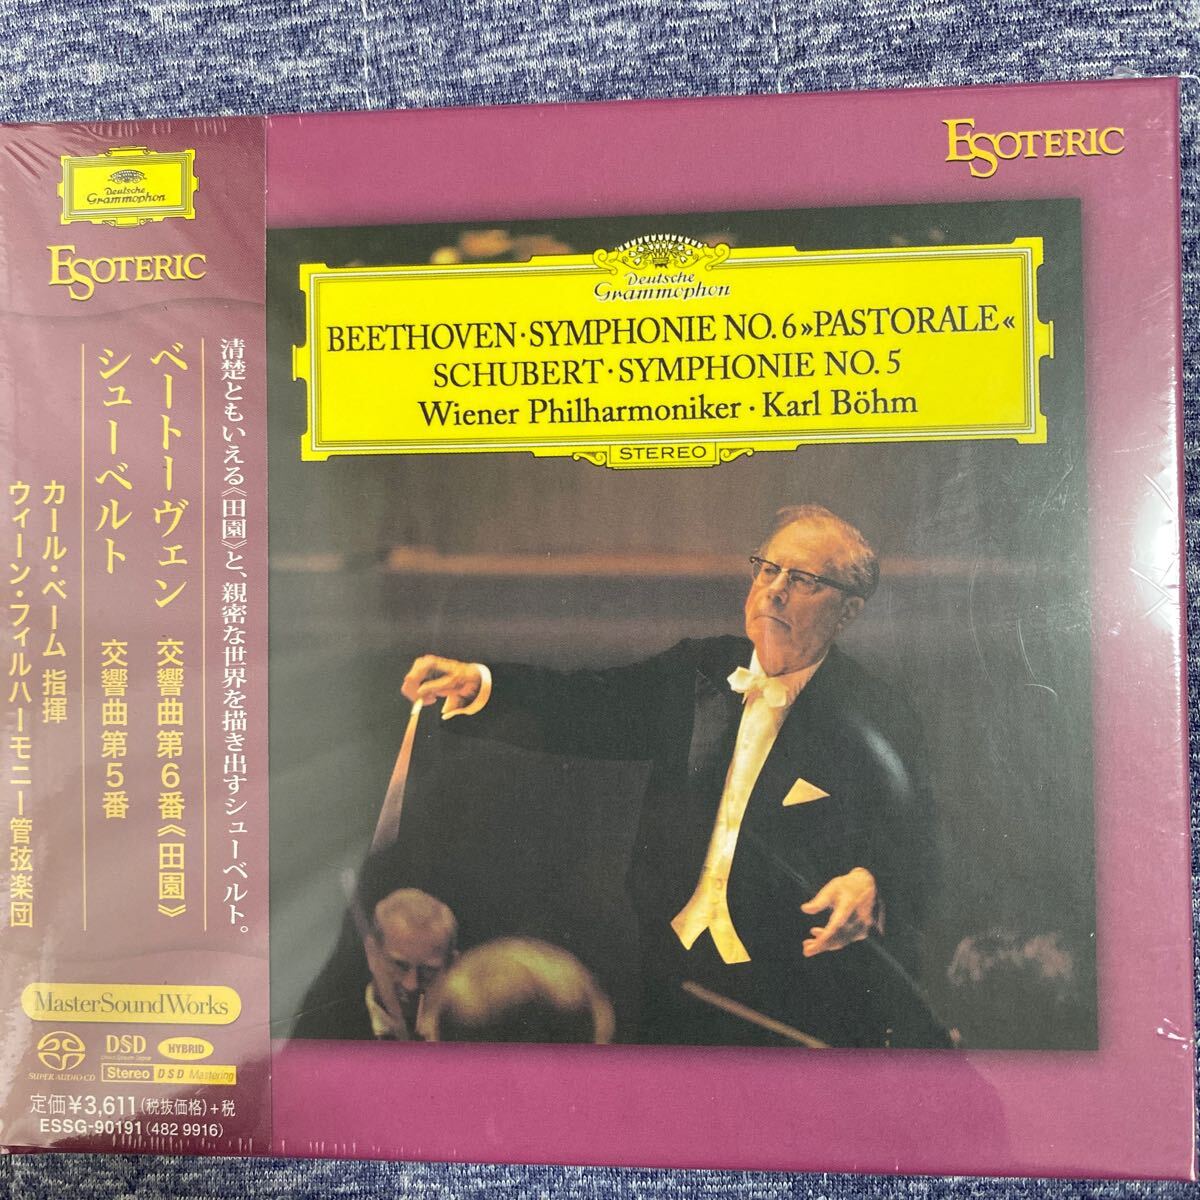 Deutsche
Grammophon
ESOTERIC
清楚ともいえる《田園》と、親密な世界を描き出すシューベルト。
ベートーヴェン 交響曲第6番《田園》
シューベルト 交響曲第5番
カール・ベーム 指揮
ウィーン・フィルハーモニー管弦楽団
MasterSoundWorks
SUPER AUDIO CD
DSD
Direct Stream Digital
HYBRID
Stereo DSD Mastering
定価¥3,611(税抜価格)+税
ESSG-90191(482 9916)
ESOTERIC
Deutsche
Grammophon
BEETHOVEN·SYMPHONIE NO.6»PASTORALE«
SCHUBERT·SYMPHONIE NO.5
Wiener Philharmoniker·Karl Böhm
STEREO